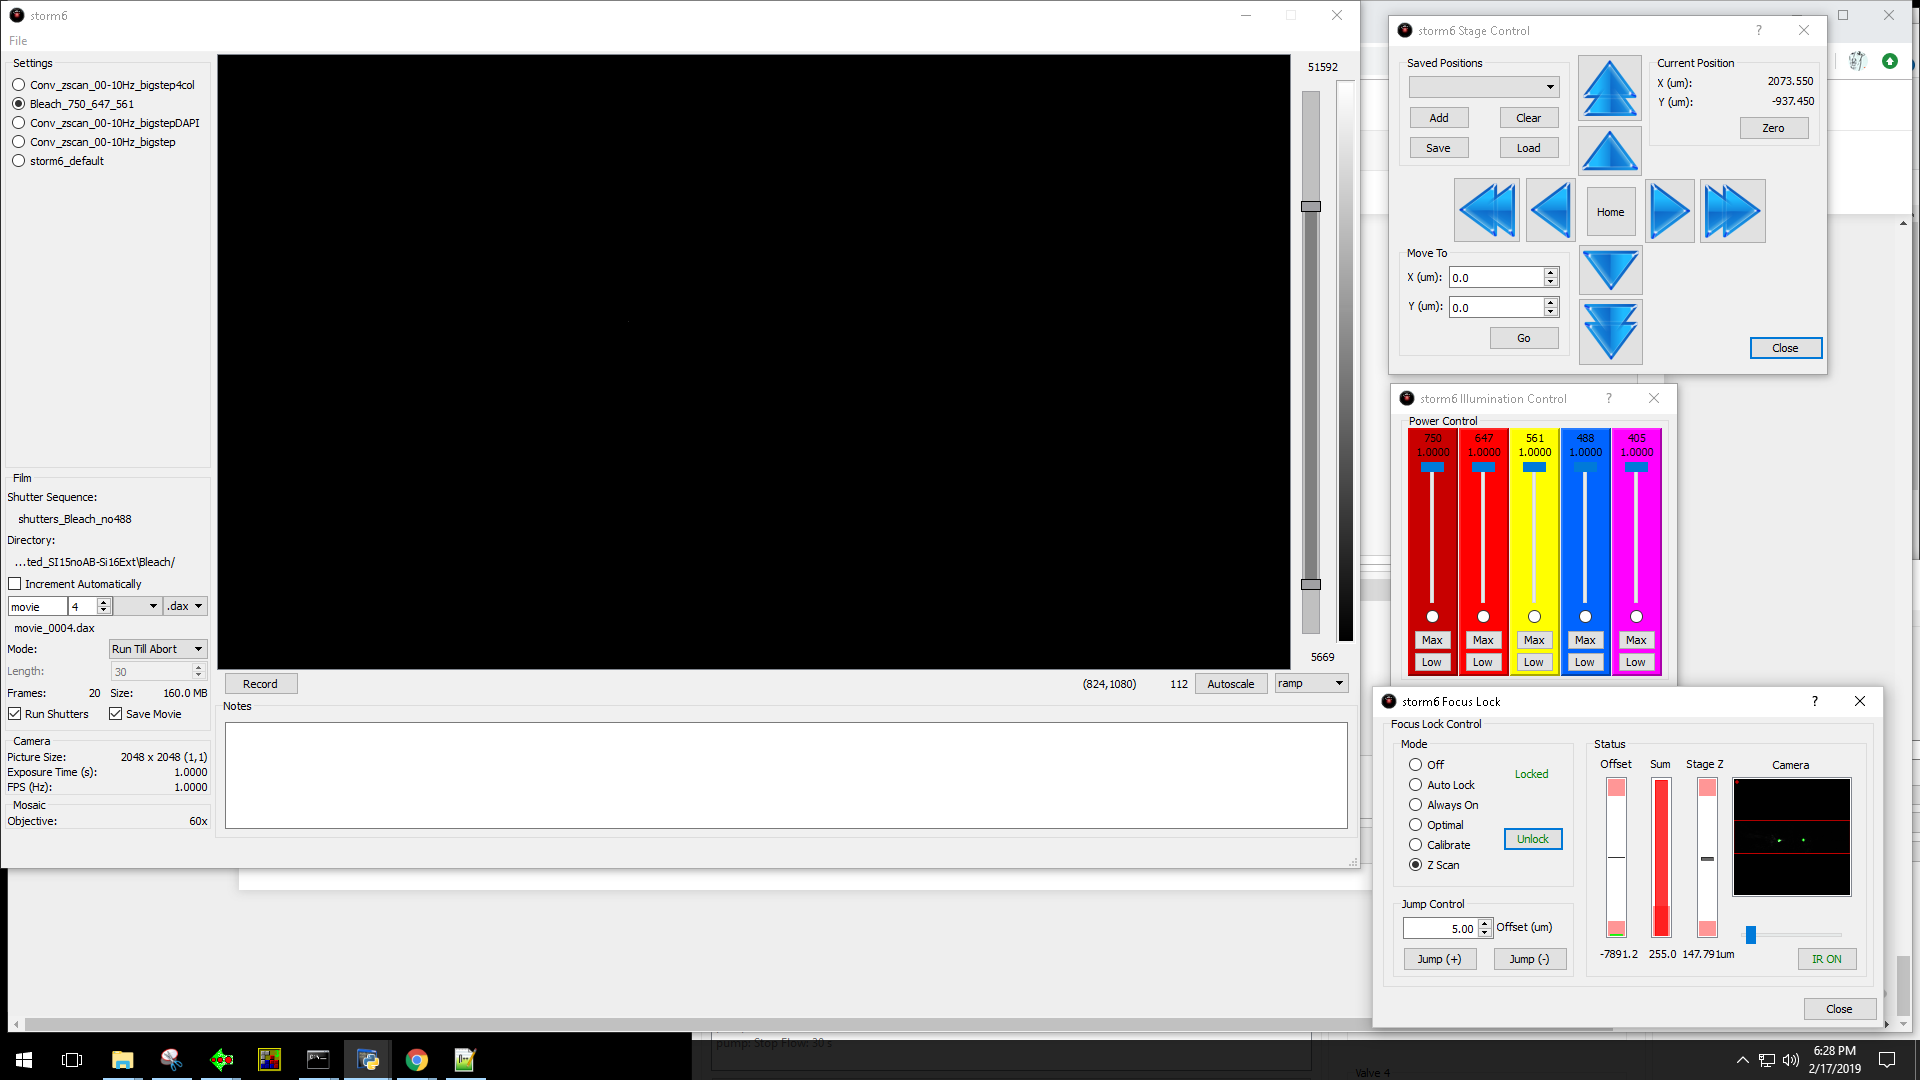 storm6
File
Settings
Conv_zscan_00-10Hz_bigstep4col
Bleach_750_647_561
Conv_zscan_00-10Hz_bigstepDAPI
Conv_zscan_00-10Hz_bigstep
storm6_default
Film
Shutter Sequence:
shutters_Bleach_no488
Directory:
...ted_SI15noAB-Si16Ext\Bleach/
Increment Automatically
movie 4 .dax
movie_0004.dax
Mode: Run Till Abort
Length: 30
Frames: 20 Size: 160.0 MB
Run Shutters Save Movie
Camera
Picture Size: 2048 x 2048 (1,1)
Exposure Time (s): 1.0000
FPS (Hz): 1.0000
Mosaic
Objective: 60x
51592
5669
Record (824,1080) 112 Autoscale ramp
Notes
storm6 Stage Control ?
Saved Positions
Add Clear
Save Load
Current Position
X (um): 2073.550
Y (um): -937.450
Zero
Home
Move To
X (um): 0.0
Y (um): 0.0
Go
Close
storm6 Illumination Control ?
Power Control
750 647 561 488 405
1.0000 1.0000 1.0000 1.0000 1.0000
Max Max Max Max Max
Low Low Low Low Low
storm6 Focus Lock ?
Focus Lock Control
Mode
Off
Auto Lock
Always On
Optimal
Calibrate
Z Scan
Locked
Unlock
Jump Control
5.00 Offset (um)
Jump (+) Jump (-)
Status
Offset Sum Stage Z Camera
-7891.2 255.0 147.791um
IR ON
Close
pump: Stop Flow: 30 s
Valve 4
6:28 PM
2/17/2019